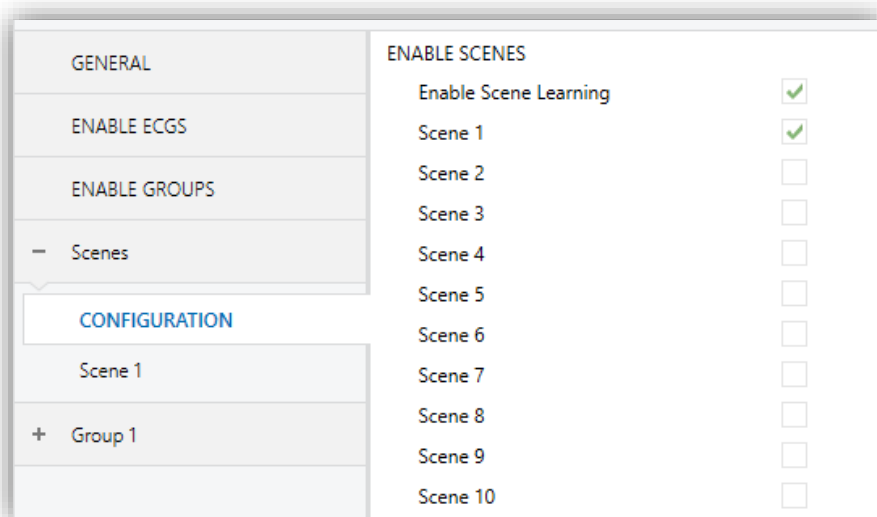 GENERAL
ENABLE ECGS
ENABLE GROUPS
− Scenes
CONFIGURATION
Scene 1
+ Group 1
ENABLE SCENES
Enable Scene Learning
Scene 1
Scene 2
Scene 3
Scene 4
Scene 5
Scene 6
Scene 7
Scene 8
Scene 9
Scene 10